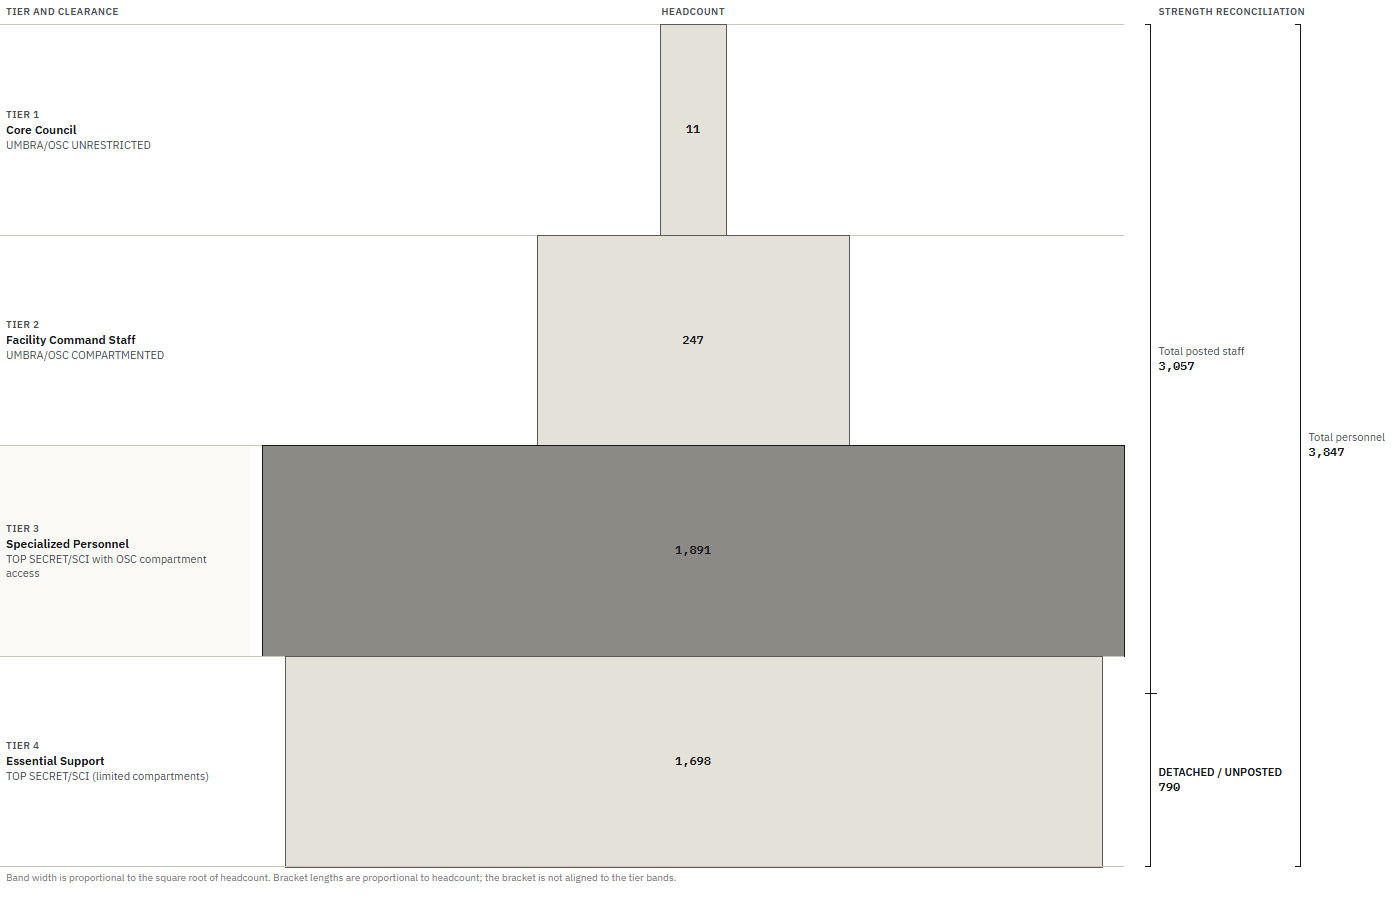 TIER AND CLEARANCE
HEADCOUNT
STRENGTH RECONCILIATION
TIER 1
Core Council
UMBRA/OSC UNRESTRICTED
11
TIER 2
Facility Command Staff
UMBRA/OSC COMPARTMENTED
247
Total posted staff
3,057
Total personnel
3,847
TIER 3
Specialized Personnel
TOP SECRET/SCI with OSC compartment
access
1,891
TIER 4
Essential Support
TOP SECRET/SCI (limited compartments)
1,698
DETACHED / UNPOSTED
790
Band width is proportional to the square root of headcount. Bracket lengths are proportional to headcount; the bracket is not aligned to the tier bands.